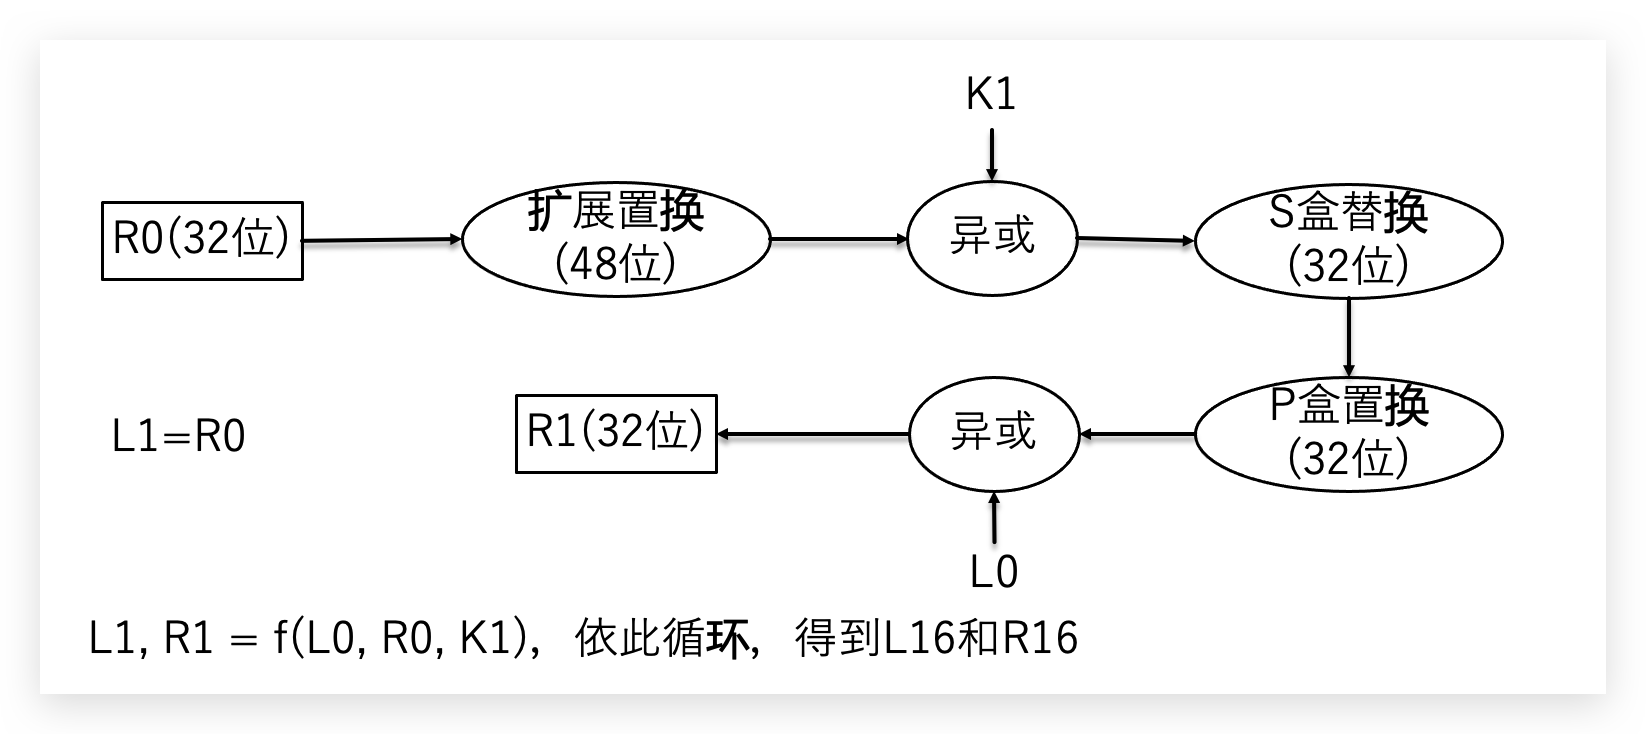 K1
R0(32位)
扩展置换
(48位)
异或
S盒替换
(32位)
L1=R0
R1(32位)
异或
P盒置换
(32位)
L0
L1, R1 = f(L0, R0, K1)，依此循环，得到L16和R16